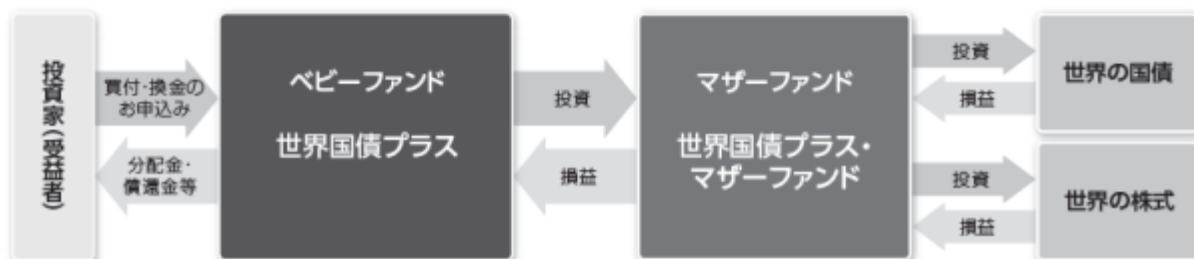 投資家(受益者)
買付・換金の
お申込み
分配金・
償還金等
ベビーファンド
世界国債プラス
投資
損益
マザーファンド
世界国債プラス・
マザーファンド
投資
損益
投資
損益
世界の国債
世界の株式